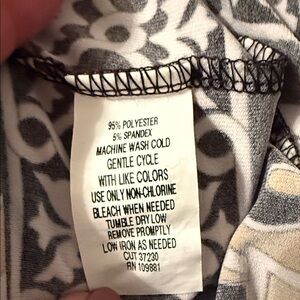 95% POLYESTER
5% SPANDEX
MACHINE WASH COLD
GENTLE CYCLE
WITH LIKE COLORS
USE ONLY NON-CHLORINE
BLEACH WHEN NEEDED
TUMBLE DRY LOW
REMOVE PROMPTLY
LOW IRON AS NEEDED
CUT 37230
RN 109881